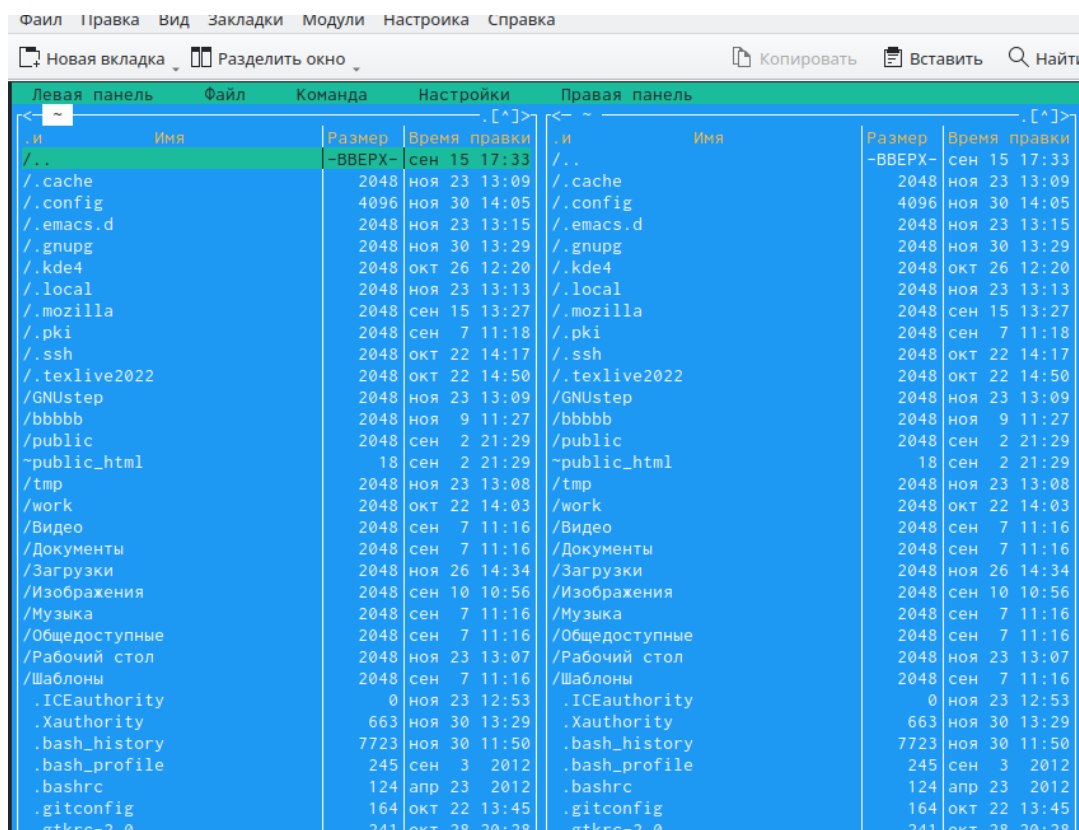 Файл Правка Вид Закладки Модули Настройка Справка
Новая вкладка Разделить окно Копировать Вставить Найти
Левая панель Файл Команда Настройки Правая панель
<— ~ .[^]> <— ~ .[^]>
.и Имя Размер Время правки .и Имя Размер Время правки
/.. -ВВЕРХ- сен 15 17:33 /.. -ВВЕРХ- сен 15 17:33
/.cache 2048 ноя 23 13:09 /.cache 2048 ноя 23 13:09
/.config 4096 ноя 30 14:05 /.config 4096 ноя 30 14:05
/.emacs.d 2048 ноя 23 13:15 /.emacs.d 2048 ноя 23 13:15
/.gnupg 2048 ноя 30 13:29 /.gnupg 2048 ноя 30 13:29
/.kde4 2048 окт 26 12:20 /.kde4 2048 окт 26 12:20
/.local 2048 ноя 23 13:13 /.local 2048 ноя 23 13:13
/.mozilla 2048 сен 15 13:27 /.mozilla 2048 сен 15 13:27
/.pki 2048 сен 7 11:18 /.pki 2048 сен 7 11:18
/.ssh 2048 окт 22 14:17 /.ssh 2048 окт 22 14:17
/.texlive2022 2048 окт 22 14:50 /.texlive2022 2048 окт 22 14:50
/GNUstep 2048 ноя 23 13:09 /GNUstep 2048 ноя 23 13:09
/bbbbb 2048 ноя 9 11:27 /bbbbb 2048 ноя 9 11:27
/public 2048 сен 2 21:29 /public 2048 сен 2 21:29
~public_html 18 сен 2 21:29 ~public_html 18 сен 2 21:29
/tmp 2048 ноя 23 13:08 /tmp 2048 ноя 23 13:08
/work 2048 окт 22 14:03 /work 2048 окт 22 14:03
/Видео 2048 сен 7 11:16 /Видео 2048 сен 7 11:16
/Документы 2048 сен 7 11:16 /Документы 2048 сен 7 11:16
/Загрузки 2048 ноя 26 14:34 /Загрузки 2048 ноя 26 14:34
/Изображения 2048 сен 10 10:56 /Изображения 2048 сен 10 10:56
/Музыка 2048 сен 7 11:16 /Музыка 2048 сен 7 11:16
/Общедоступные 2048 сен 7 11:16 /Общедоступные 2048 сен 7 11:16
/Рабочий стол 2048 ноя 23 13:07 /Рабочий стол 2048 ноя 23 13:07
/Шаблоны 2048 сен 7 11:16 /Шаблоны 2048 сен 7 11:16
.ICEauthority 0 ноя 23 12:53 .ICEauthority 0 ноя 23 12:53
.Xauthority 663 ноя 30 13:29 .Xauthority 663 ноя 30 13:29
.bash_history 7723 ноя 30 11:50 .bash_history 7723 ноя 30 11:50
.bash_profile 245 сен 3 2012 .bash_profile 245 сен 3 2012
.bashrc 124 апр 23 2012 .bashrc 124 апр 23 2012
.gitconfig 164 окт 22 13:45 .gitconfig 164 окт 22 13:45
.gtkrc-2.0 241 окт 28 20:28 .gtkrc-2.0 241 окт 28 20:28